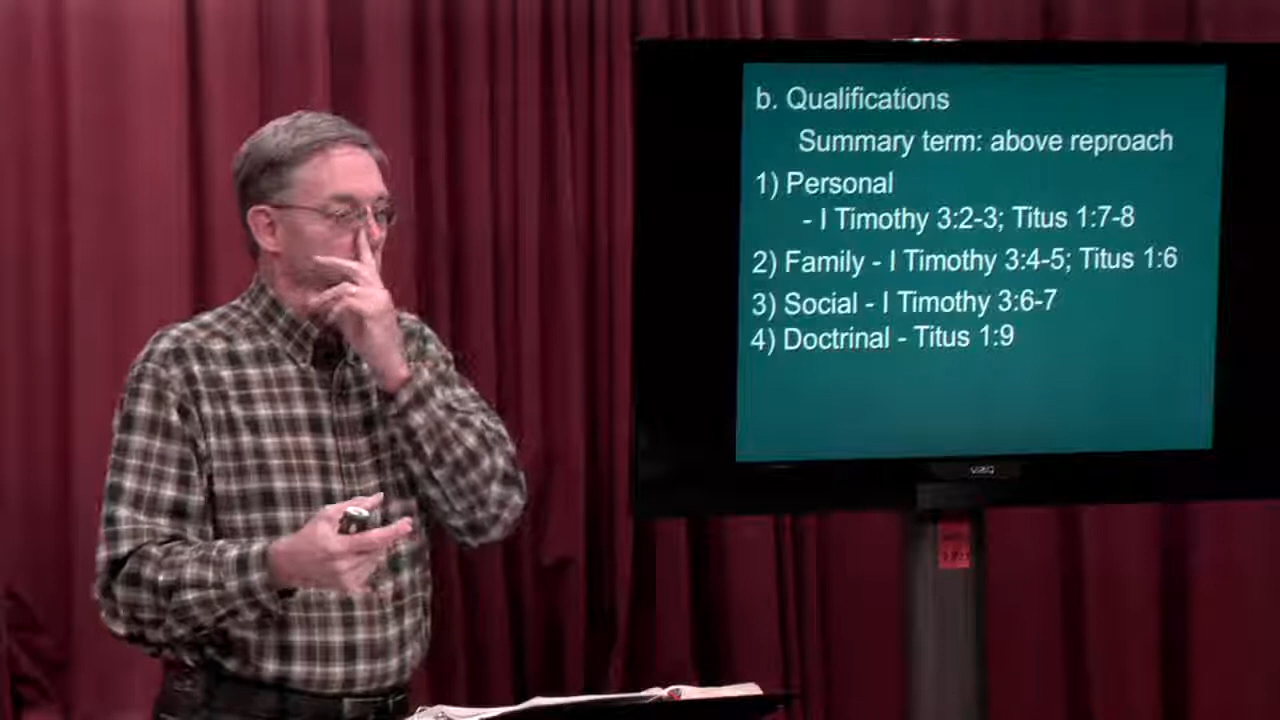 b. Qualifications
Summary term: above reproach
1) Personal
- I Timothy 3:2-3; Titus 1:7-8
2) Family - I Timothy 3:4-5; Titus 1:6
3) Social - I Timothy 3:6-7
4) Doctrinal - Titus 1:9
VIZIO